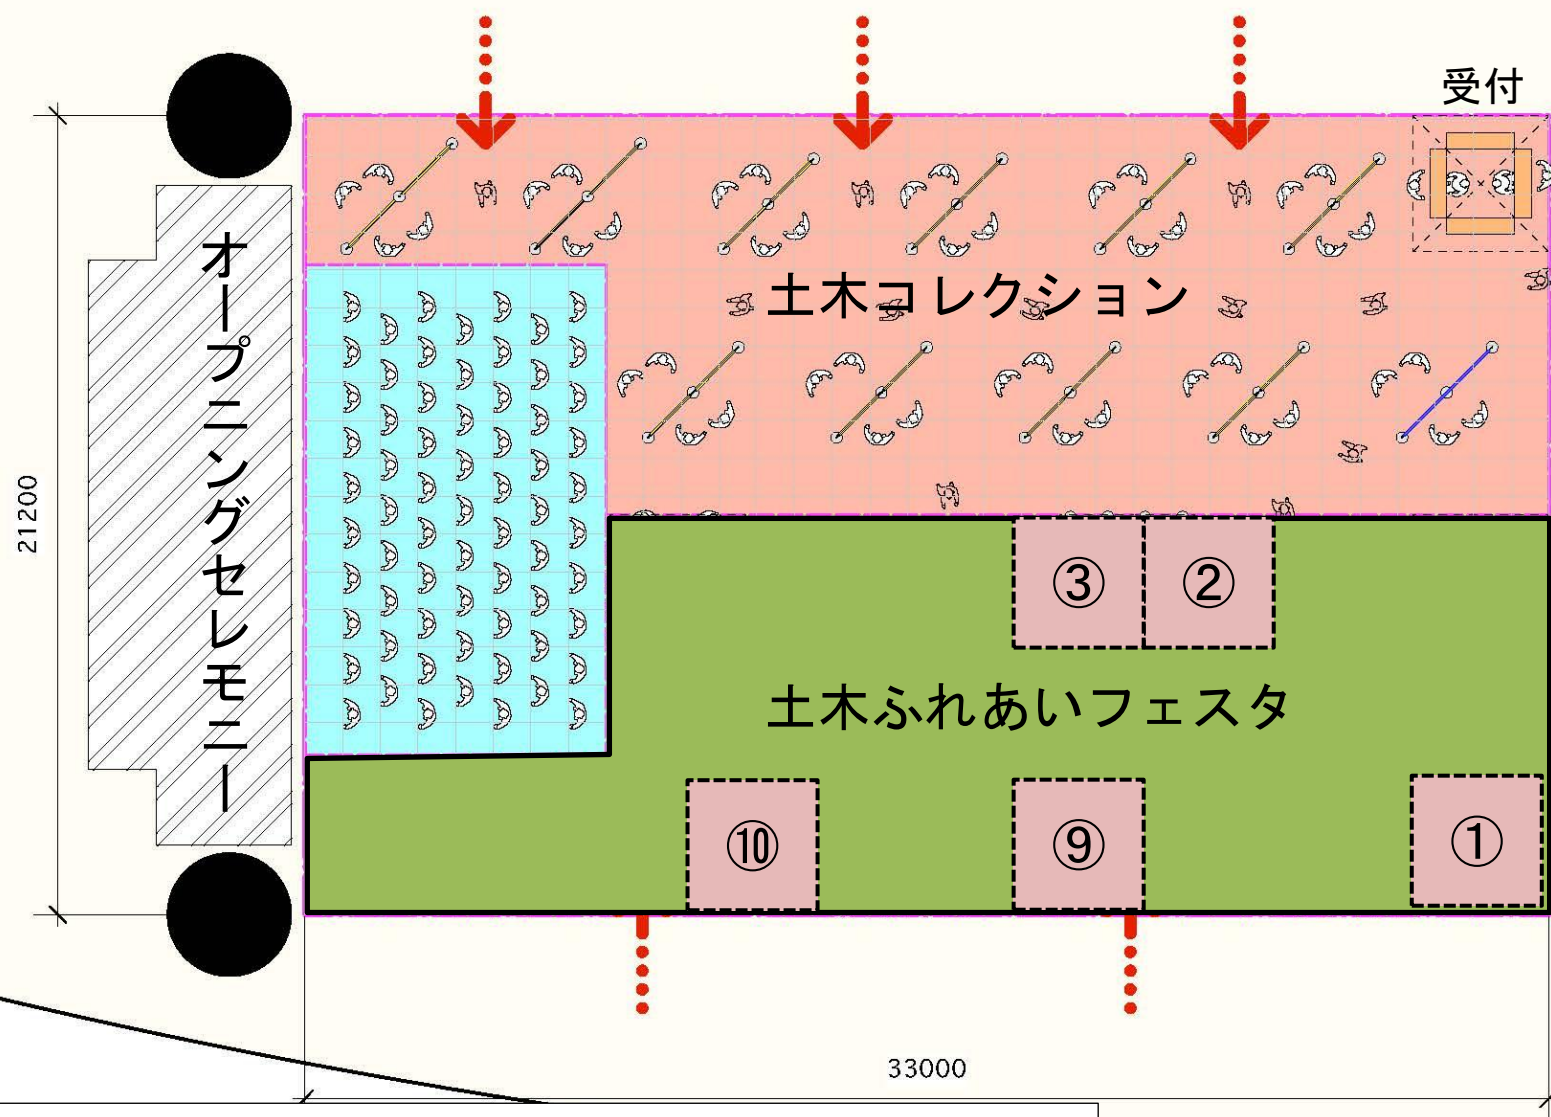 受付
オープニングセレモニー
土木コレクション
21200
③
②
土木ふれあいフェスタ
⑩
⑨
①
33000